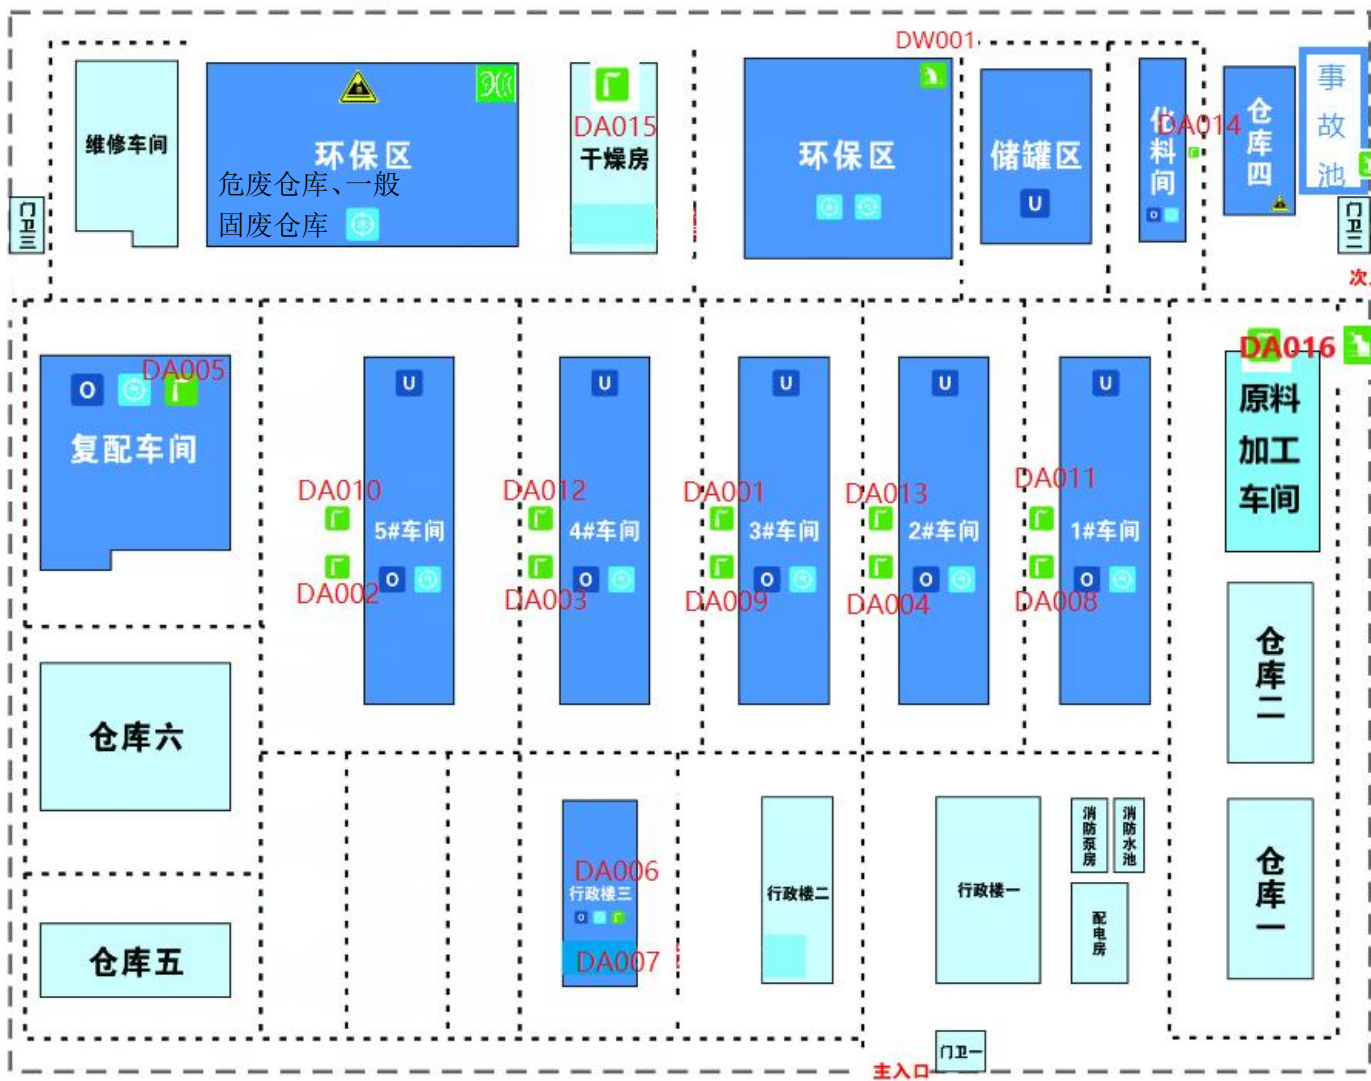 DW001
维修车间
环保区
危废仓库、一般
固废仓库
DA015
干燥房
环保区
储罐区
U
化料间
DA014
O
仓库四
事故池
门卫三
门卫二
次
DA005
O
复配车间
U
DA010
5#车间
DA002
O
U
DA012
4#车间
DA003
O
U
DA001
3#车间
DA009
O
U
DA013
2#车间
DA004
O
U
DA011
1#车间
DA008
O
DA016
原料
加工
车间
仓库二
仓库六
仓库五
DA006
行政楼三
O
DA007
行政楼二
行政楼一
消防泵房
消防水池
配电房
仓库一
门卫一
主入口